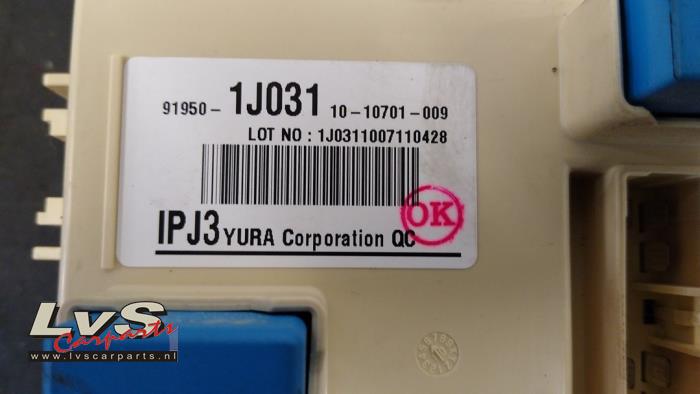 91950-1J031 10-10701-009
LOT NO : 1J0311007110428
IPJ3 YURA Corporation QC
OK
LvS
Carparts
www.lvscarparts.nl